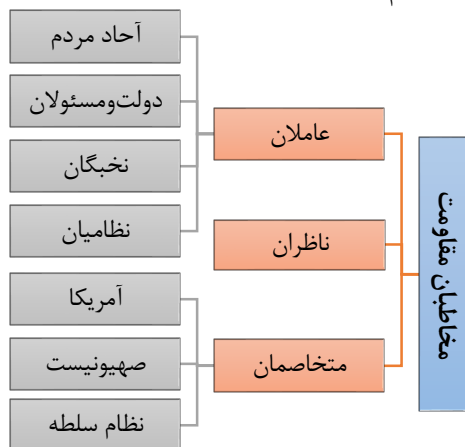 مخاطبان مقاومت
عاملان
آحاد مردم
دولت‌ومسئولان
نخبگان
نظامیان
ناظران
متخاصمان
آمریکا
صهیونیست
نظام سلطه